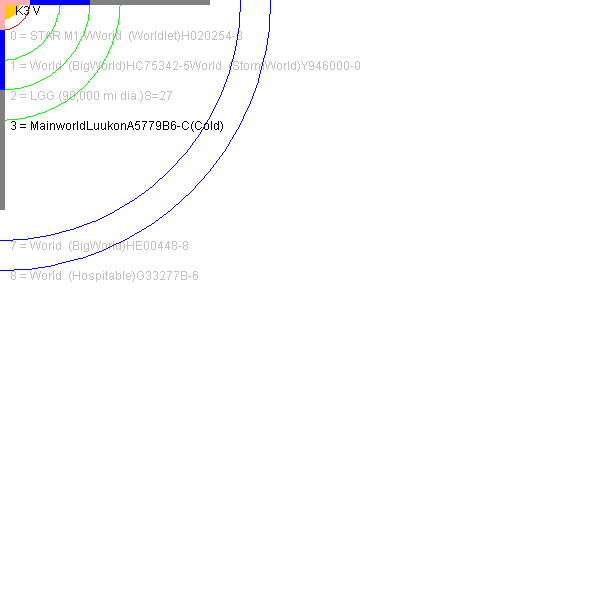 K3 V
0 = STAR M1 VWorld  (Worldlet)H020254-3
1 = World  (BigWorld)HC75342-5World  (StormWorld)Y946000-0
2 = LGG (90,000 mi dia.)S=27
3 = MainworldLuukonA5779B6-C(Cold)
7 = World  (BigWorld)HE00448-8
8 = World  (Hospitable)G33277B-6